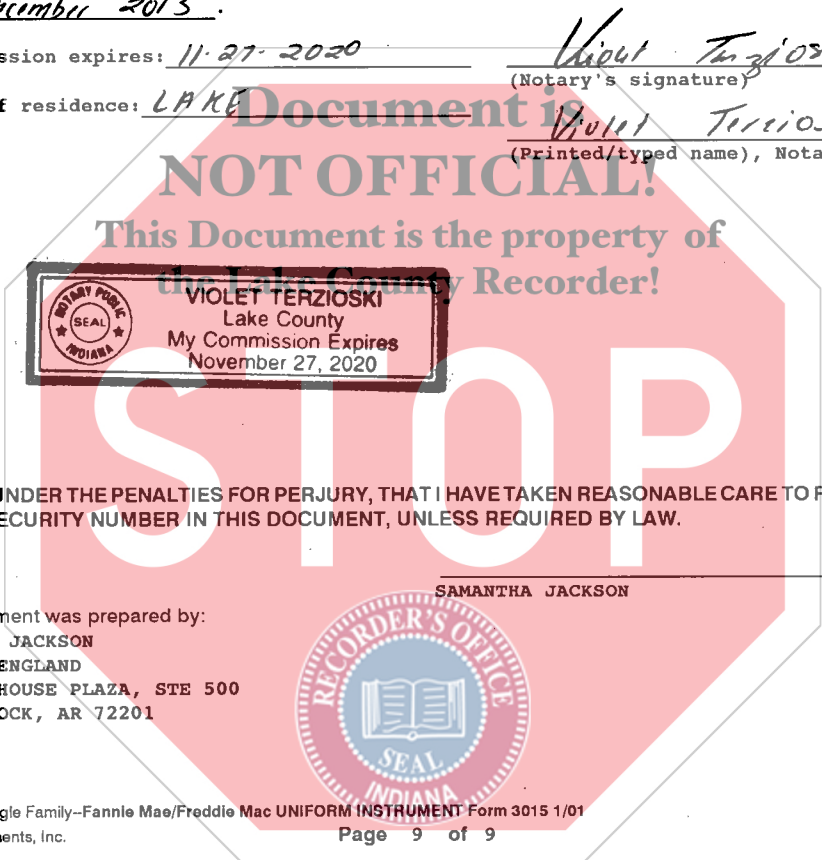 December 2013.
ssion expires: 11-27-2020
(Notary's signature)
f residence: LAKE
Document is
Violet
(Printed/typed name), Nota
NOT OFFICIAL!
This Document is the property of
the Lake County Recorder!
NOTARY PUBLIC
SEAL
INDIANA
VIOLET TERZIOSKI
Lake County
My Commission Expires
November 27, 2020
STOP
UNDER THE PENALTIES FOR PERJURY, THAT I HAVE TAKEN REASONABLE CARE TO
ECURITY NUMBER IN THIS DOCUMENT, UNLESS REQUIRED BY LAW.
SAMANTHA JACKSON
ment was prepared by:
JACKSON
ENGLAND
HOUSE PLAZA, STE 500
OCK, AR 72201
RECORDER'S OFFICE
SEAL
INDIANA
gle Family--Fannie Mae/Freddie Mac UNIFORM INSTRUMENT Form 3015 1/01
ents, Inc.
Page 9 of 9